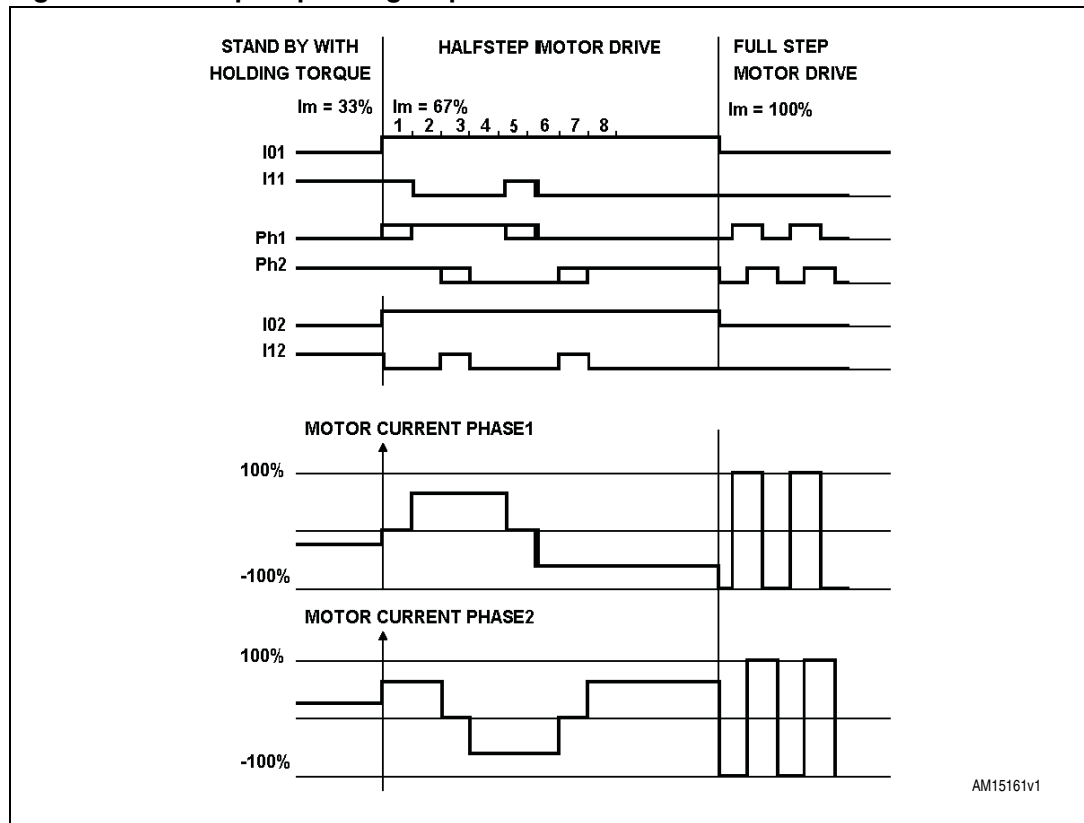 STAND BY WITH
HOLDING TORQUE
Im = 33%
HALFSTEP MOTOR DRIVE
Im = 67%
1 2 3 4 5 6 7 8
FULL STEP
MOTOR DRIVE
Im = 100%
I01
I11
Ph1
Ph2
I02
I12
MOTOR CURRENT PHASE1
100%
-100%
MOTOR CURRENT PHASE2
100%
-100%
AM15161v1